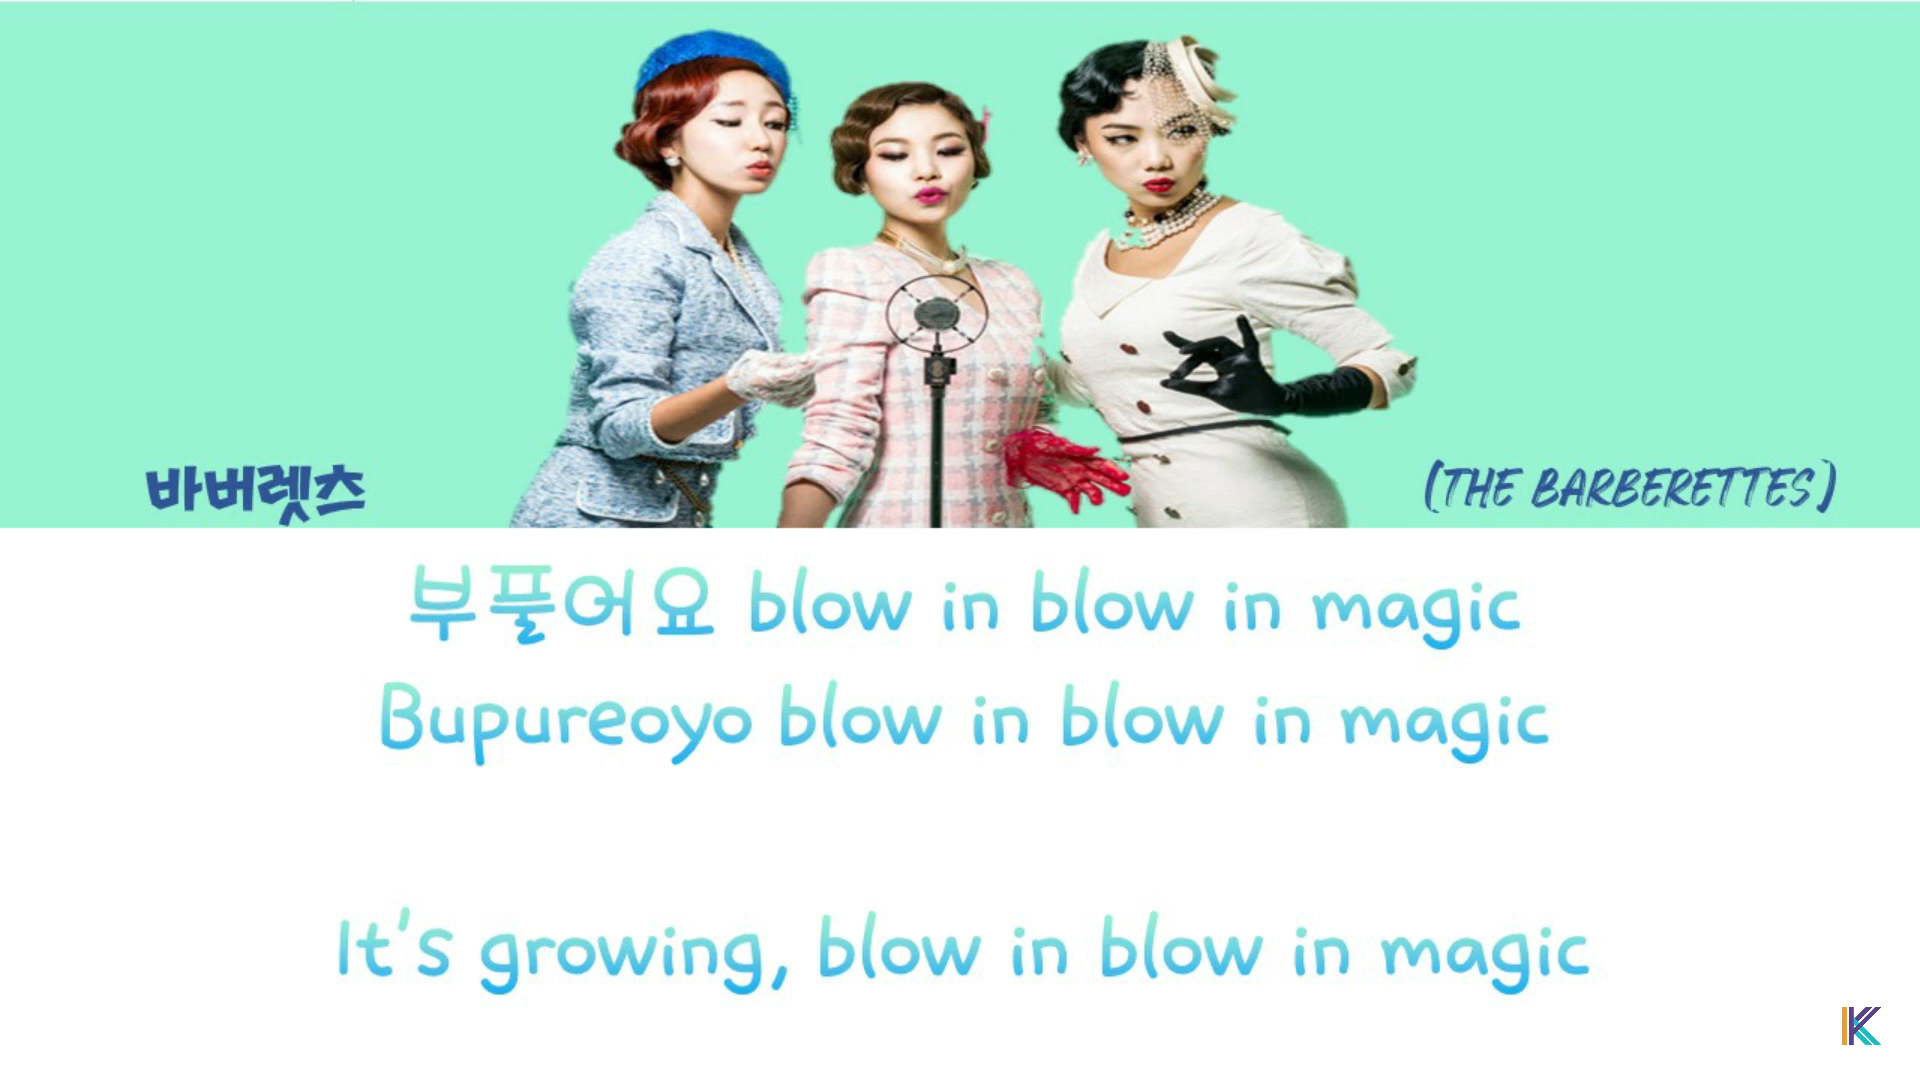 바버렛츠
(THE BARBERETTES)
부풀어요 blow in blow in magic
Bupureoyo blow in blow in magic
It's growing, blow in blow in magic
K